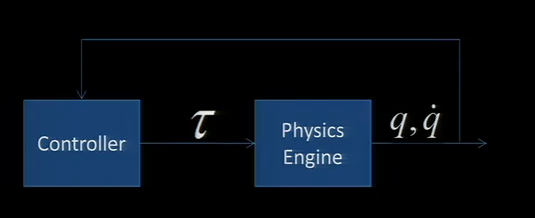 Controller
τ
Physics
Engine
q, q̇